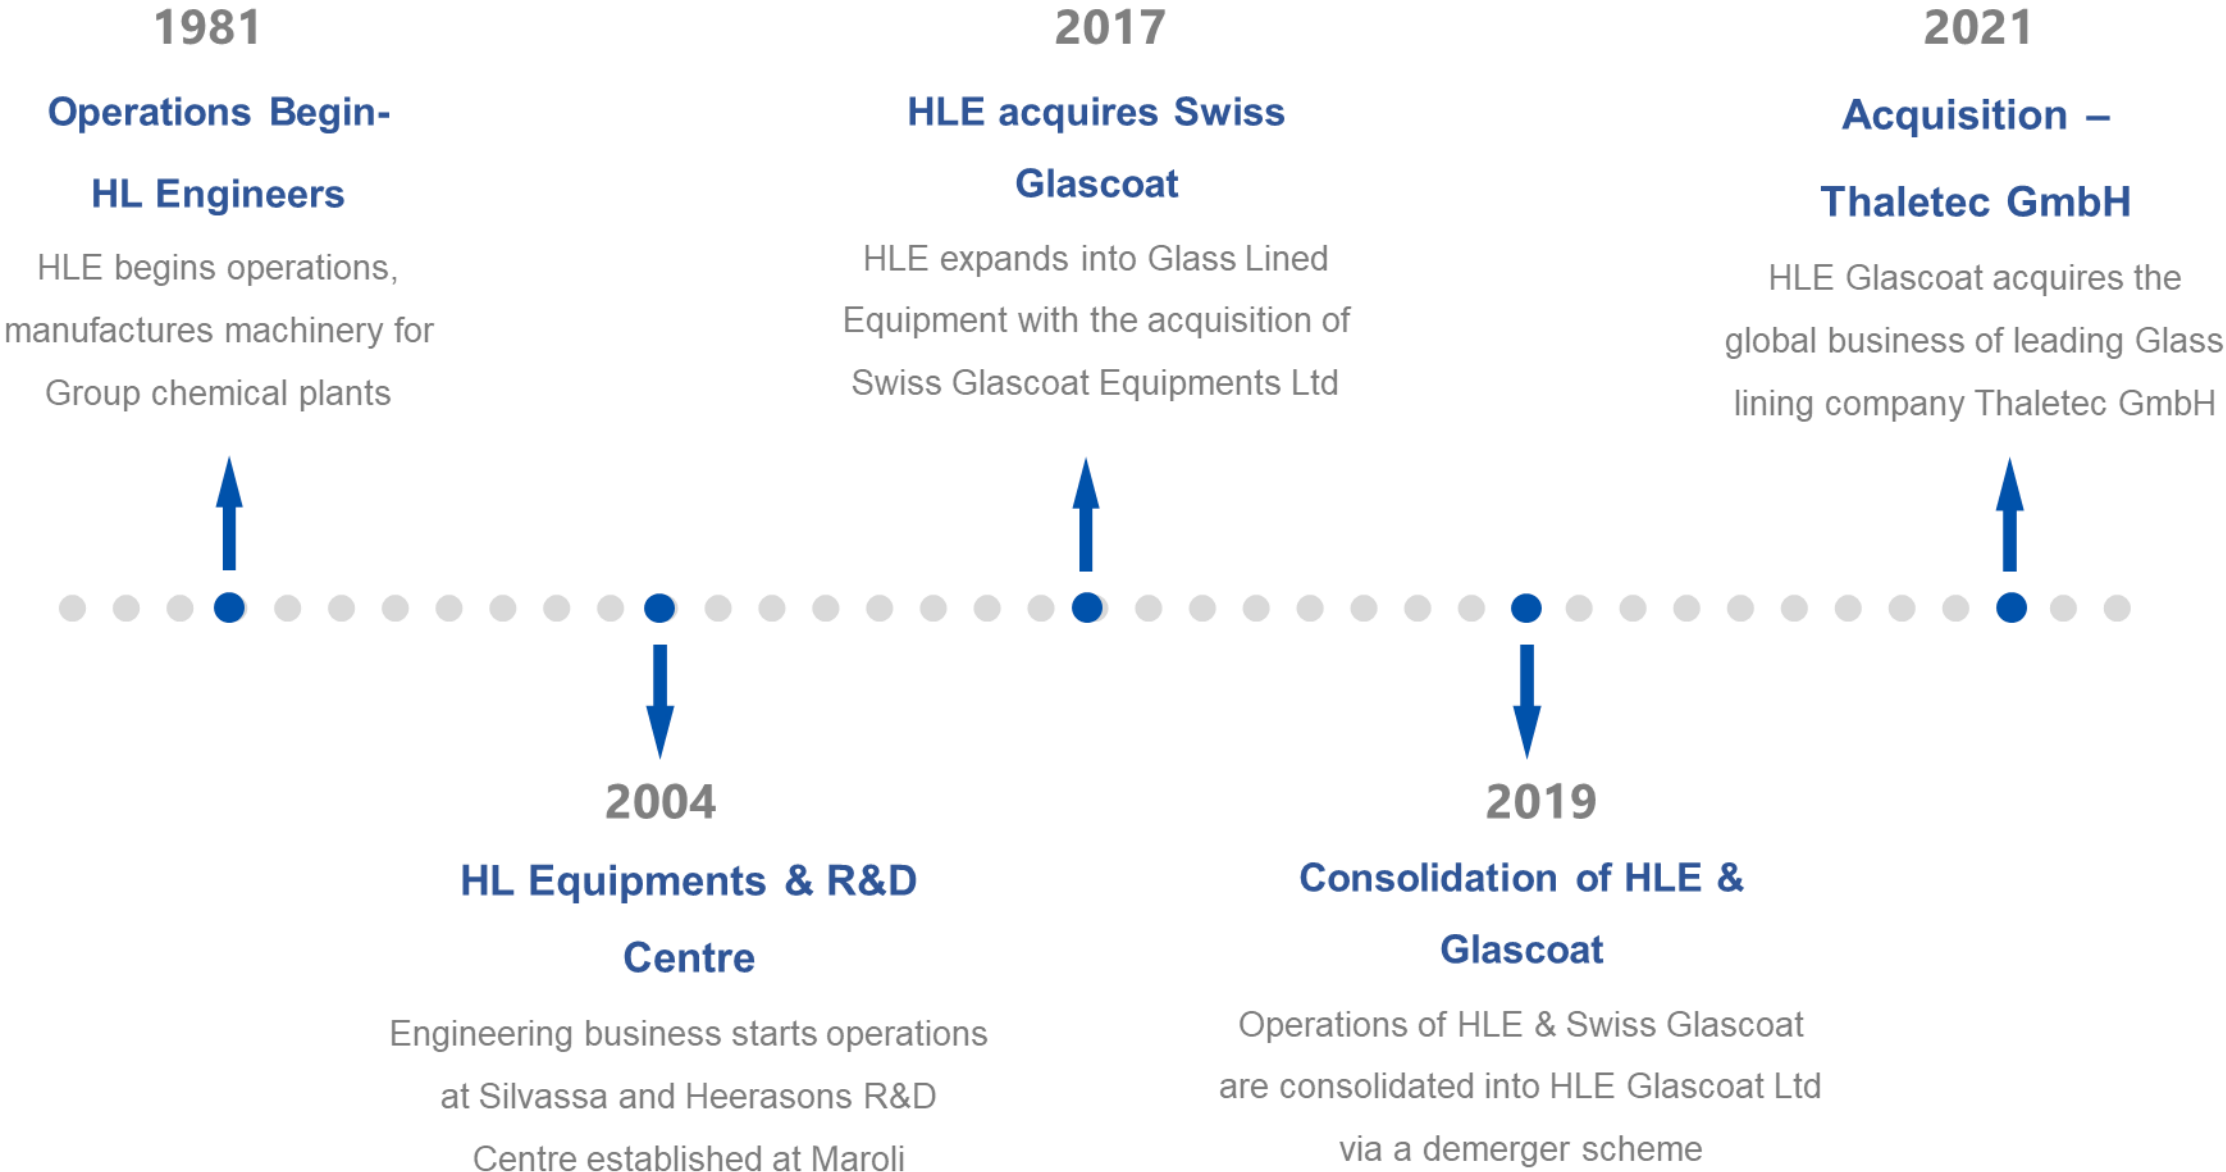 1981
Operations Begin-
HL Engineers
HLE begins operations,
manufactures machinery for
Group chemical plants
2017
HLE acquires Swiss
Glascoat
HLE expands into Glass Lined
Equipment with the acquisition of
Swiss Glascoat Equipments Ltd
2021
Acquisition –
Thaletec GmbH
HLE Glascoat acquires the
global business of leading Glass
lining company Thaletec GmbH
2004
HL Equipments & R&D
Centre
Engineering business starts operations
at Silvassa and Heerasons R&D
Centre established at Maroli
2019
Consolidation of HLE &
Glascoat
Operations of HLE & Swiss Glascoat
are consolidated into HLE Glascoat Ltd
via a demerger scheme